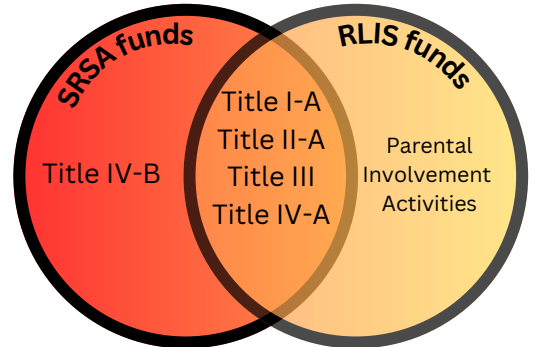 SRSA funds
RLIS funds
Title IV-B
Title I-A
Title II-A
Title III
Title IV-A
Parental
Involvement
Activities